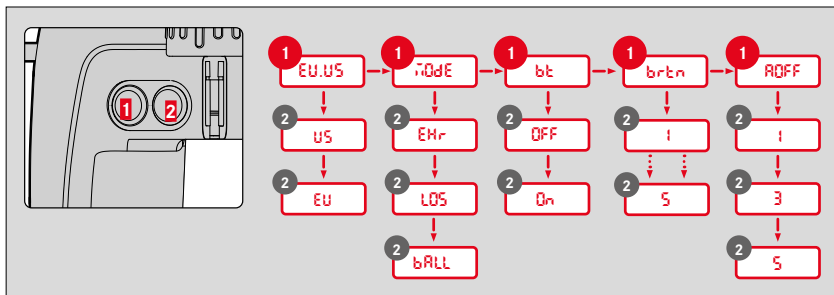 1 2
1 1 1 1 1
EU.US MOdE bt brtn AOFF
2 2 2 2 2
US EHr OFF 1 1
2 2 2 2 2
EU LOS On 5 3
2 2
bALL 5